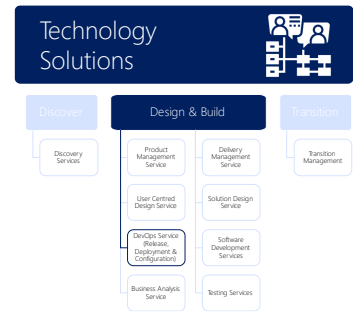 Technology
Solutions
Discover
Design & Build
Transition
Discovery
Services
Product
Management
Service
Delivery
Management
Service
Transition
Management
User Centred
Design Service
Solution Design
Service
DevOps Service
(Release,
Deployment &
Configuration)
Software
Development
Services
Business Analysis
Service
Testing Services